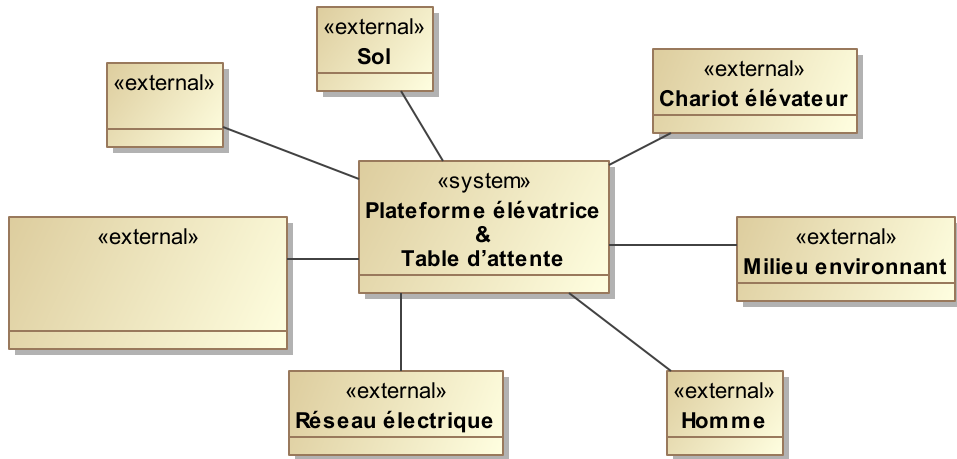 «external»
Sol
«external»
Chariot élévateur
«external»
«system»
Plateforme élévatrice
&
Table d’attente
«external»
«external»
Milieu environnant
«external»
Réseau électrique
«external»
Homme